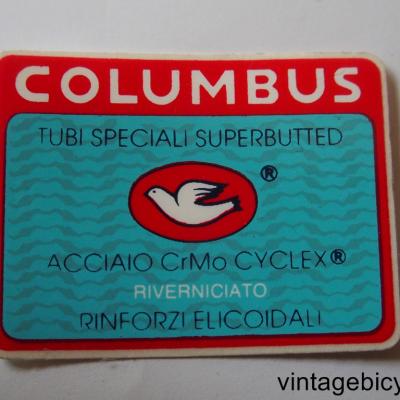 COLUMBUS
TUBI SPECIALI SUPERBUTTED
®
ACCIAIO CrMo CYCLEX®
RIVERNICIATO
RINFORZI ELICOIDALI
vintagebicy